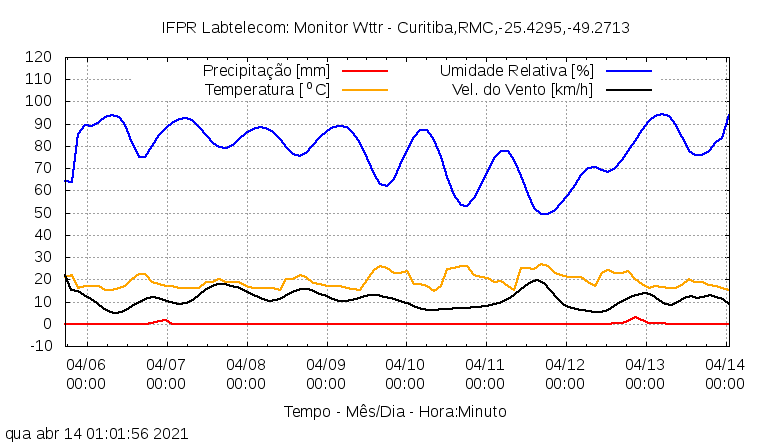 IFPR Labtelecom: Monitor Wttr - Curitiba,RMC,-25.4295,-49.2713
120
110
100
90
80
70
60
50
40
30
20
10
0
-10
Precipitação [mm]
Temperatura [ ⁰C]
Umidade Relativa [%]
Vel. do Vento [km/h]
04/06 04/07 04/08 04/09 04/10 04/11 04/12 04/13 04/14
00:00 00:00 00:00 00:00 00:00 00:00 00:00 00:00 00:00
Tempo - Mês/Dia - Hora:Minuto
qua abr 14 01:01:56 2021